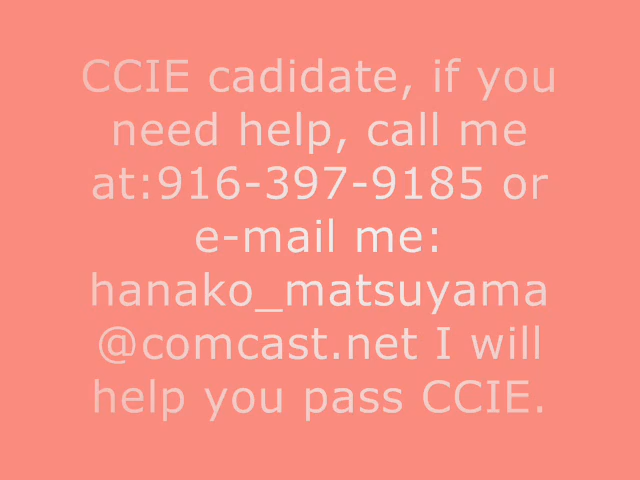 CCIE cadidate, if you
need help, call me
at:916-397-9185 or
e-mail me:
hanako_matsuyama
@comcast.net I will
help you pass CCIE.